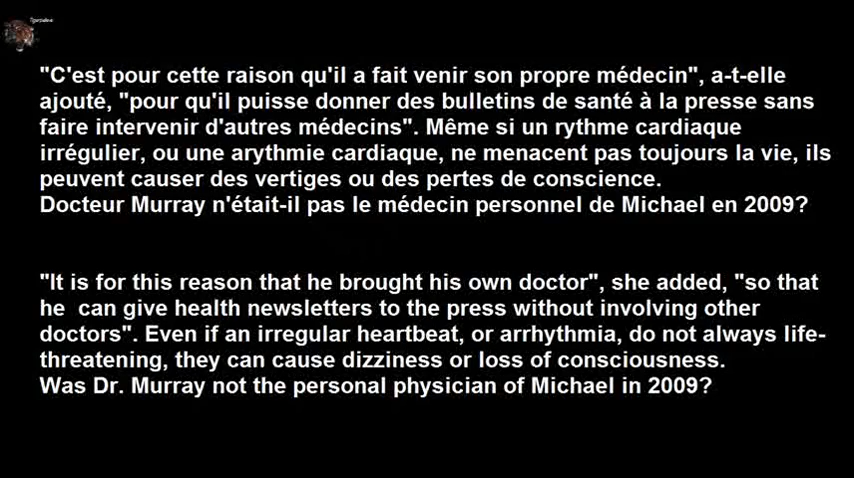 "C'est pour cette raison qu'il a fait venir son propre médecin", a-t-elle
ajouté, "pour qu'il puisse donner des bulletins de santé à la presse sans
faire intervenir d'autres médecins". Même si un rythme cardiaque
irrégulier, ou une arythmie cardiaque, ne menacent pas toujours la vie, ils
peuvent causer des vertiges ou des pertes de conscience.
Docteur Murray n'était-il pas le médecin personnel de Michael en 2009?
"It is for this reason that he brought his own doctor", she added, "so that
he can give health newsletters to the press without involving other
doctors". Even if an irregular heartbeat, or arrhythmia, do not always life-
threatening, they can cause dizziness or loss of consciousness.
Was Dr. Murray not the personal physician of Michael in 2009?